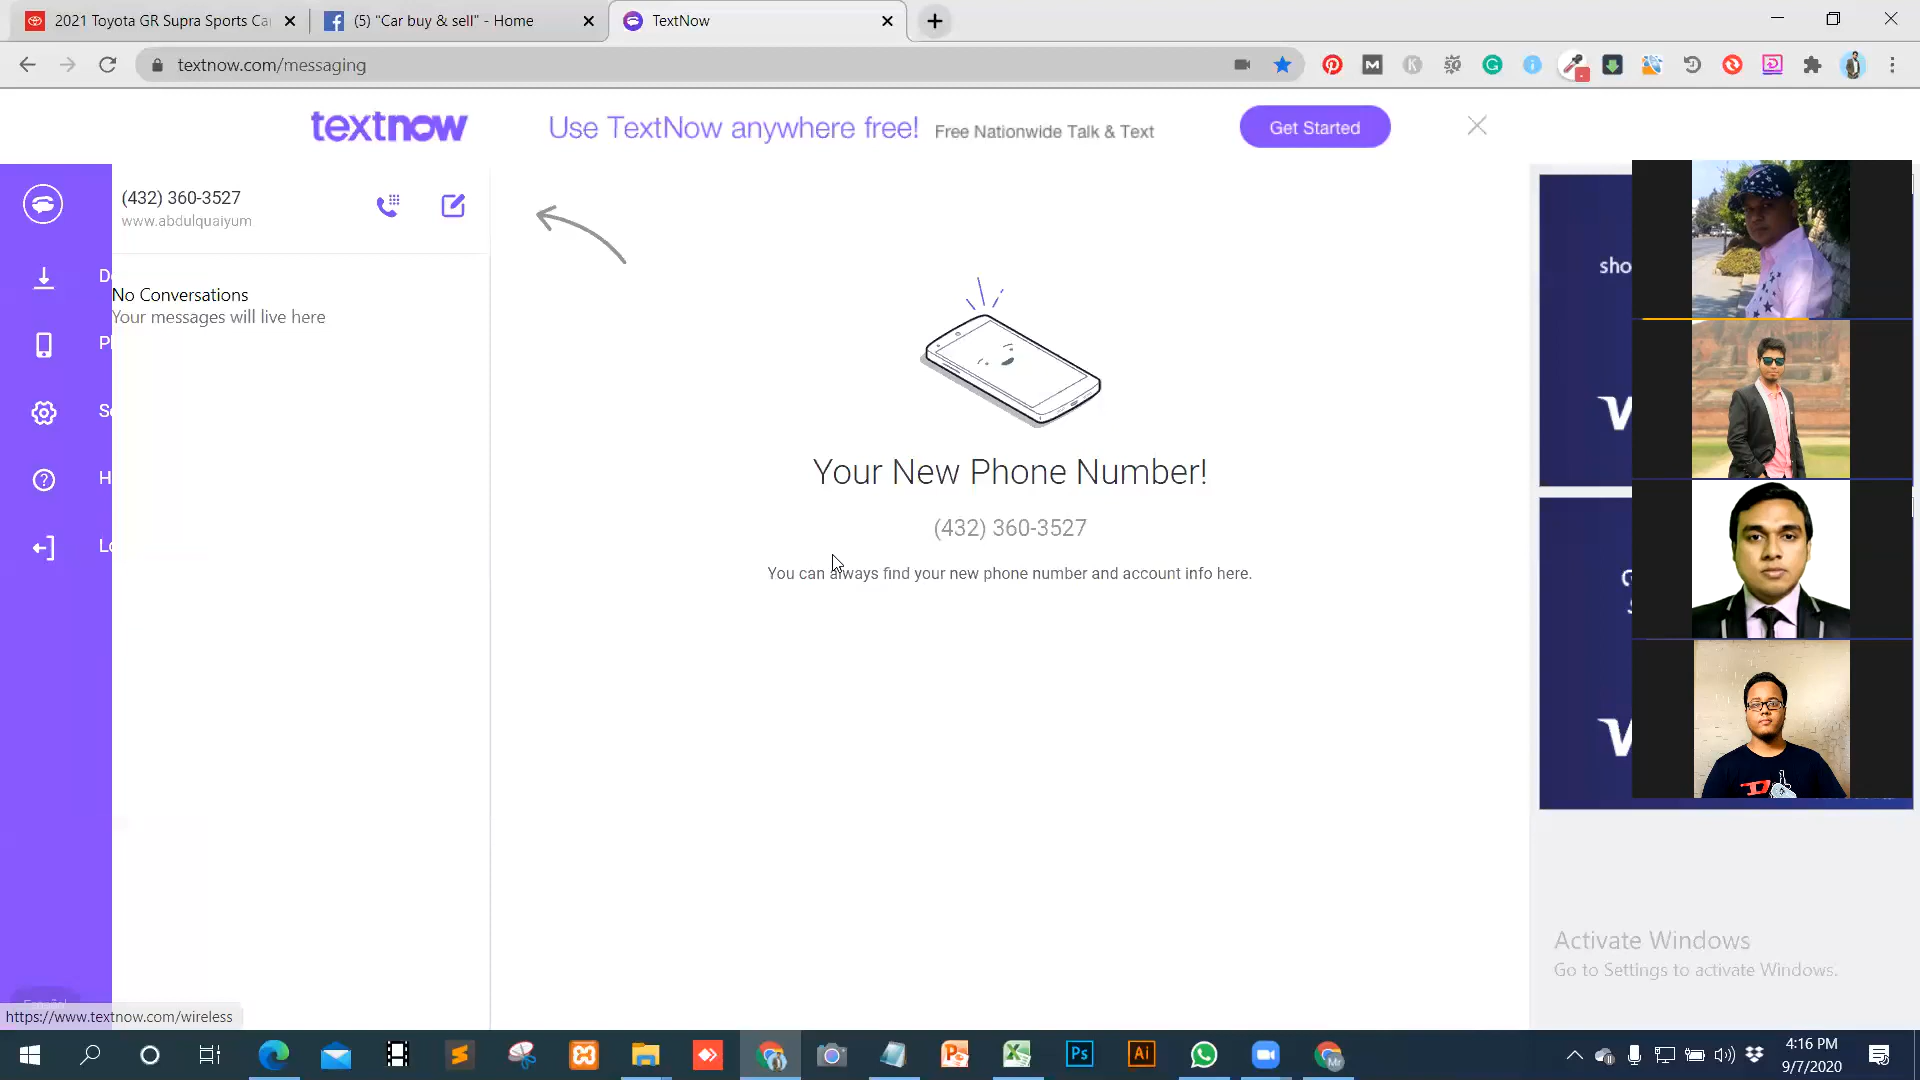 2021 Toyota GR Supra Sports Ca
(5) "Car buy & sell" - Home
TextNow
textnow.com/messaging
textnow
Use TextNow anywhere free! Free Nationwide Talk & Text
Get Started
(432) 360-3527
www.abdulquaiyum
No Conversations
Your messages will live here
Your New Phone Number!
(432) 360-3527
You can always find your new phone number and account info here.
sho
Activate Windows
Go to Settings to activate Windows.
https://www.textnow.com/wireless
4:16 PM
9/7/2020